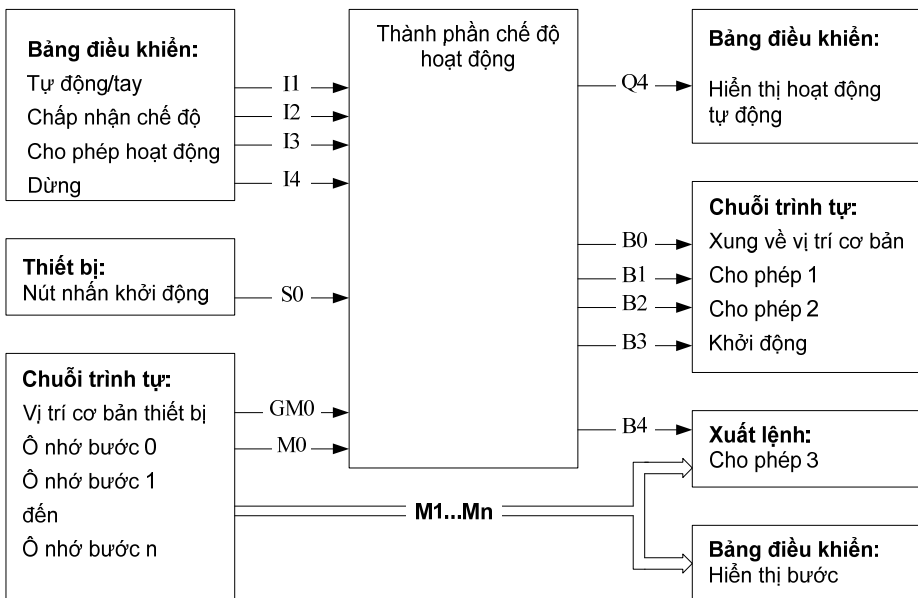 Bảng điều khiển:
Tự động/tay
Chấp nhận chế độ
Cho phép hoạt động
Dừng
I1
I2
I3
I4
Thiết bị:
Nút nhấn khởi động
S0
Chuỗi trình tự:
Vị trí cơ bản thiết bị
Ô nhớ bước 0
Ô nhớ bước 1
đến
Ô nhớ bước n
GM0
M0
M1...Mn
Thành phần chế độ
hoạt động
Q4
B0
B1
B2
B3
B4
Bảng điều khiển:
Hiển thị hoạt động
tự động
Chuỗi trình tự:
Xung về vị trí cơ bản
Cho phép 1
Cho phép 2
Khởi động
Xuất lệnh:
Cho phép 3
Bảng điều khiển:
Hiển thị bước